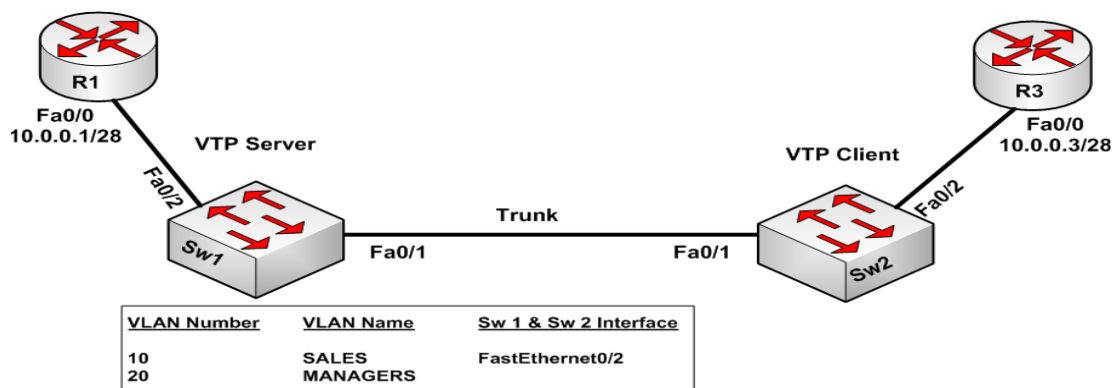 R1
Fa0/0
10.0.0.1/28
Fa0/2
VTP Server
Sw1
Fa0/1
Trunk
Fa0/1
VTP Client
Sw2
Fa0/2
R3
Fa0/0
10.0.0.3/28
VLAN Number VLAN Name Sw 1 & Sw 2 Interface
10 SALES FastEthernet0/2
20 MANAGERS